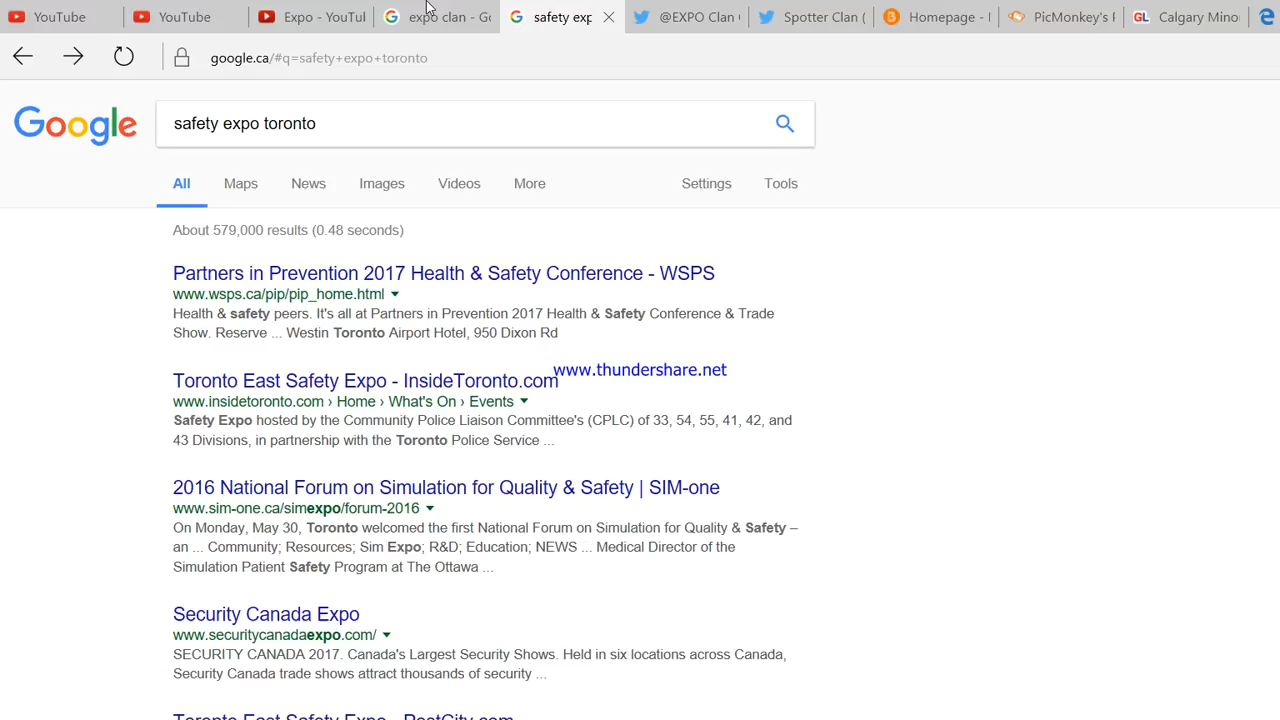 YouTube YouTube Expo - YouTul expo clan - Go safety exp @EXPO Clan Spotter Clan ( Homepage - PicMonkey's GL Calgary Mino
google.ca/#q=safety+expo+toronto
Google safety expo toronto
All Maps News Images Videos More Settings Tools
About 579,000 results (0.48 seconds)
Partners in Prevention 2017 Health & Safety Conference - WSPS
www.wsps.ca/pip/pip_home.html
Health & safety peers. It's all at Partners in Prevention 2017 Health & Safety Conference & Trade
Show. Reserve ... Westin Toronto Airport Hotel, 950 Dixon Rd
www.thundershare.net
Toronto East Safety Expo - InsideToronto.com
www.insidetoronto.com › Home › What's On › Events
Safety Expo hosted by the Community Police Liaison Committee's (CPLC) of 33, 54, 55, 41, 42, and
43 Divisions, in partnership with the Toronto Police Service ...
2016 National Forum on Simulation for Quality & Safety | SIM-one
www.sim-one.ca/simexpo/forum-2016
On Monday, May 30, Toronto welcomed the first National Forum on Simulation for Quality & Safety –
an ... Community; Resources; Sim Expo; R&D; Education; NEWS ... Medical Director of the
Simulation Patient Safety Program at The Ottawa ...
Security Canada Expo
www.securitycanadaexpo.com/
SECURITY CANADA 2017. Canada's Largest Security Shows. Held in six locations across Canada,
Security Canada trade shows attract thousands of security ...
Toronto East Safety Expo - PostCity.com